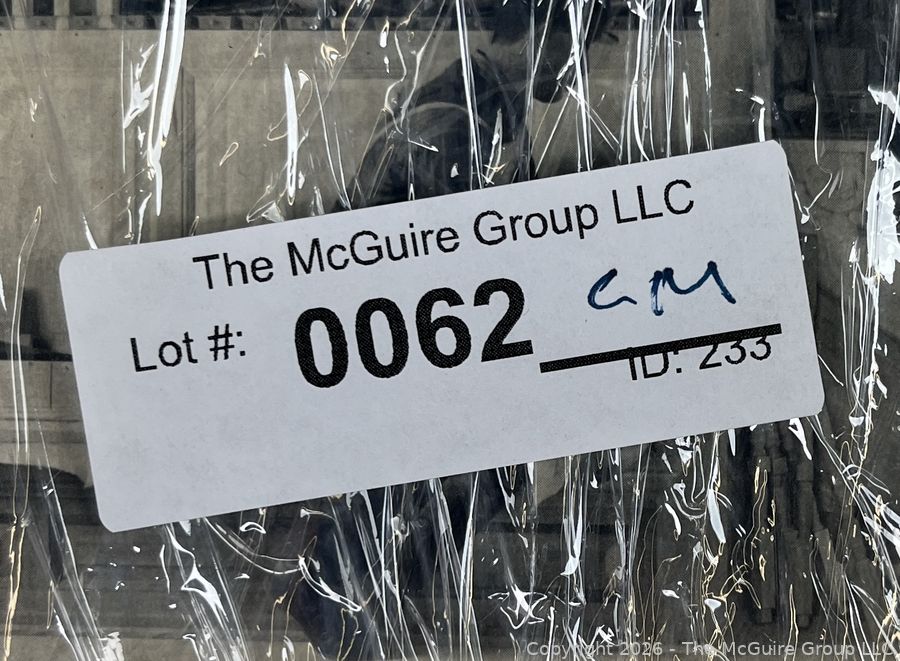 The McGuire Group LLC
Lot #: 0062 GM
ID: 233
Copyright 2026 - The McGuire Group LLC